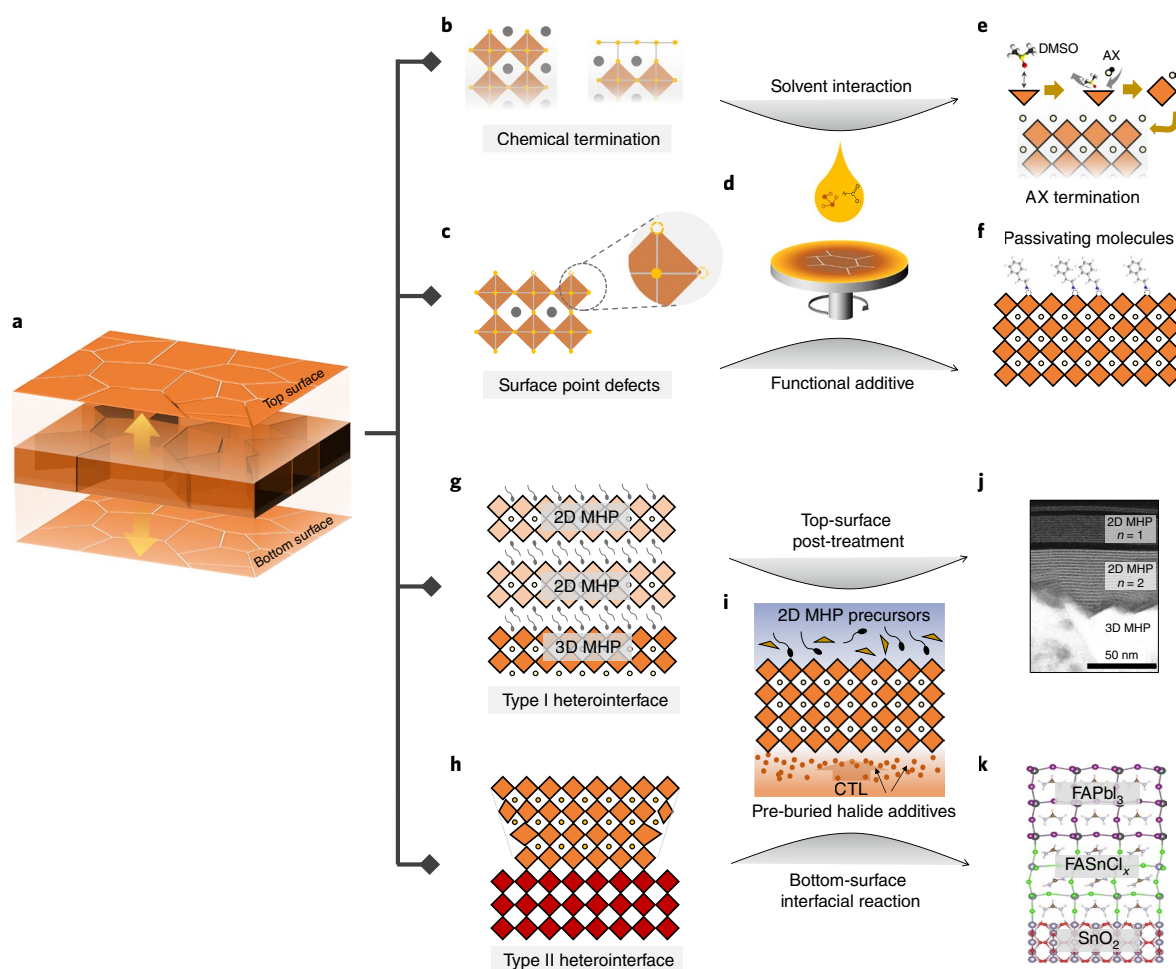 a
Top surface
Bottom surface
b
Chemical termination
c
Surface point defects
Solvent interaction
d
Functional additive
e
DMSO
AX
AX termination
f
Passivating molecules
g
2D MHP
2D MHP
3D MHP
Type I heterointerface
h
Type II heterointerface
Top-surface
post-treatment
i
2D MHP precursors
CTL
Pre-buried halide additives
Bottom-surface
interfacial reaction
j
2D MHP
n = 1
2D MHP
n = 2
3D MHP
50 nm
k
FAPbI₃
FASnClₓ
SnO₂